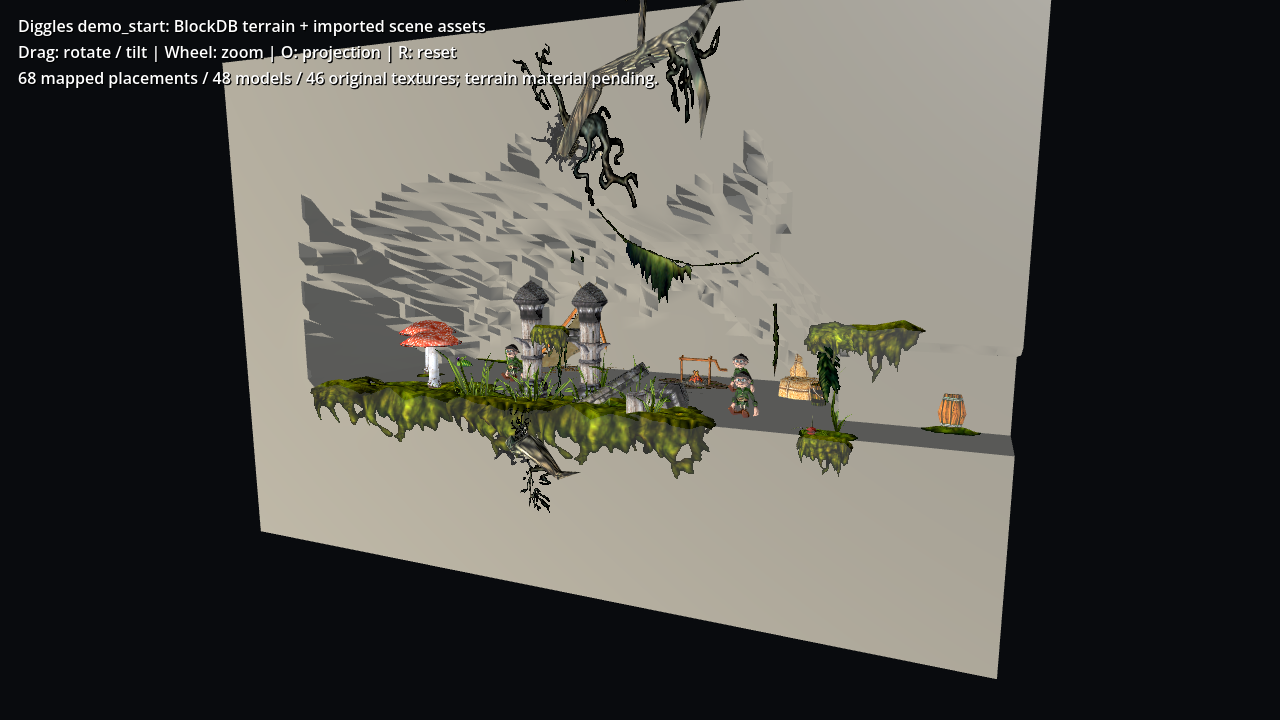 Diggles demo_start: BlockDB terrain + imported scene assets
Drag: rotate / tilt | Wheel: zoom | O: projection | R: reset
68 mapped placements / 48 models / 46 original textures; terrain material pending.